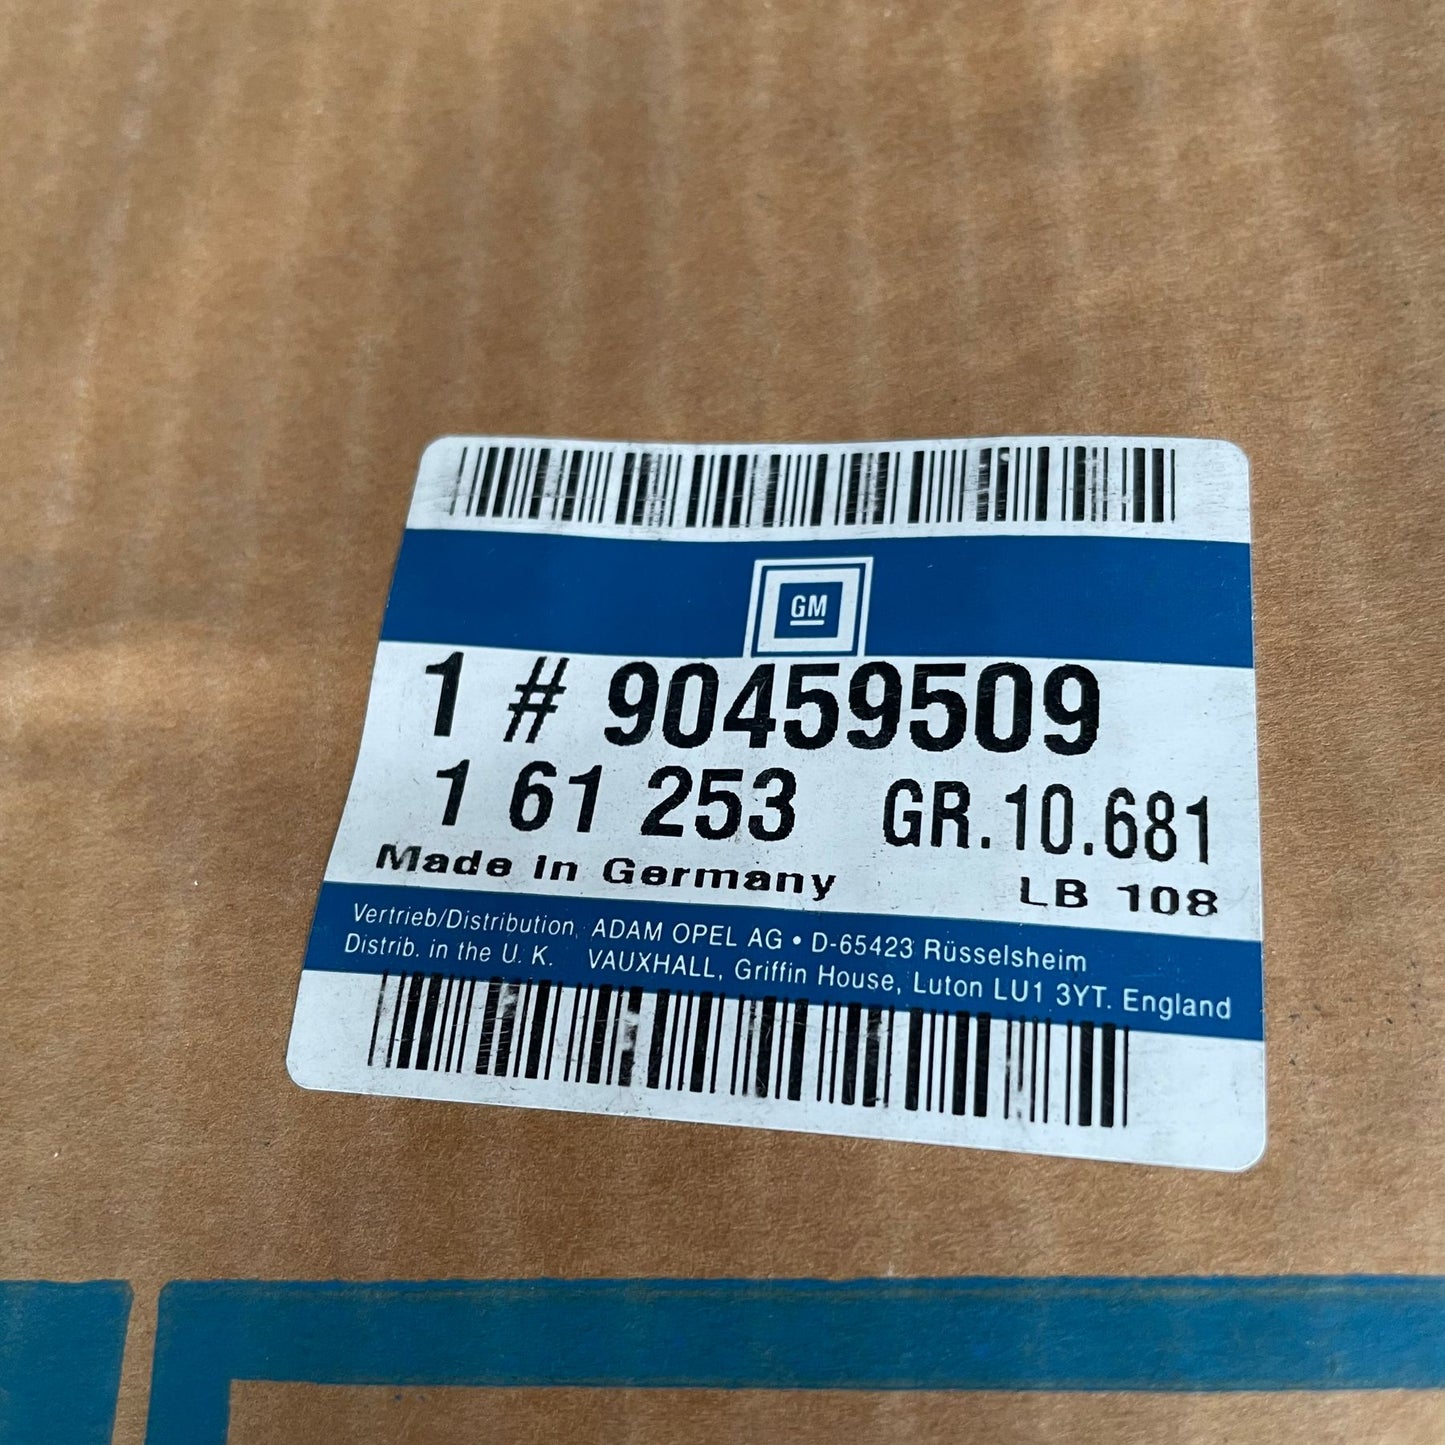 GM
1 # 90459509
1 61 253 GR.10.681
Made in Germany LB 108
Vertrieb/Distribution ADAM OPEL AG • D-65423 Rüsselsheim
Distrib. in the U. K. VAUXHALL, Griffin House, Luton LU1 3YT. England